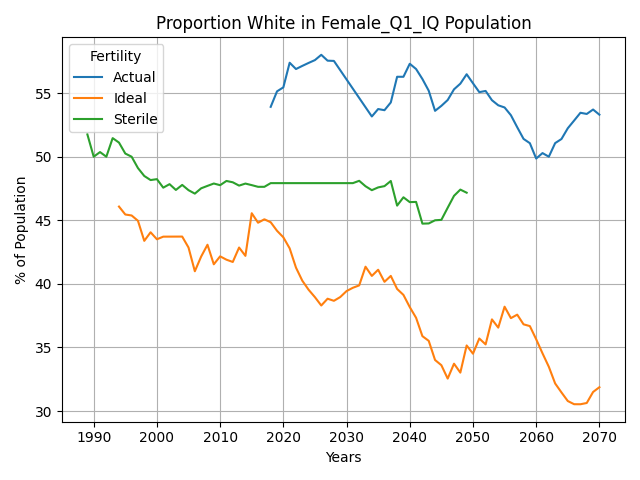 Proportion White in Female_Q1_IQ Population
Fertility
Actual
Ideal
Sterile
% of Population
55
50
45
40
35
30
1990
2000
2010
2020
2030
2040
2050
2060
2070
Years